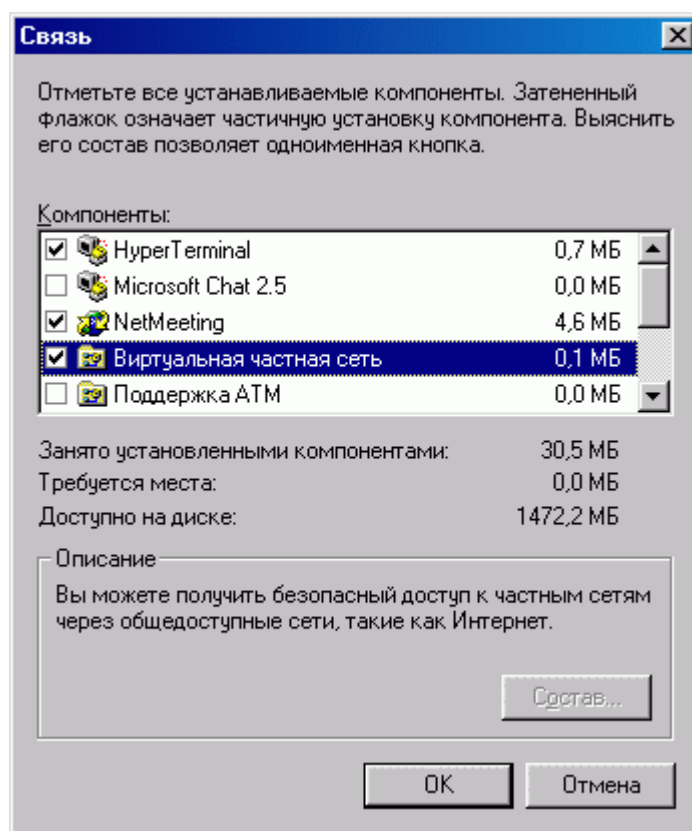 Связь
Отметьте все устанавливаемые компоненты. Затененный
флажок означает частичную установку компонента. Выяснить
его состав позволяет одноименная кнопка.
Компоненты:
HyperTerminal 0,7 МБ
Microsoft Chat 2.5 0,0 МБ
NetMeeting 4,6 МБ
Виртуальная частная сеть 0,1 МБ
Поддержка ATM 0,0 МБ
Занято установленными компонентами: 30,5 МБ
Требуется места: 0,0 МБ
Доступно на диске: 1472,2 МБ
Описание
Вы можете получить безопасный доступ к частным сетям
через общедоступные сети, такие как Интернет.
Состав...
OK Отмена